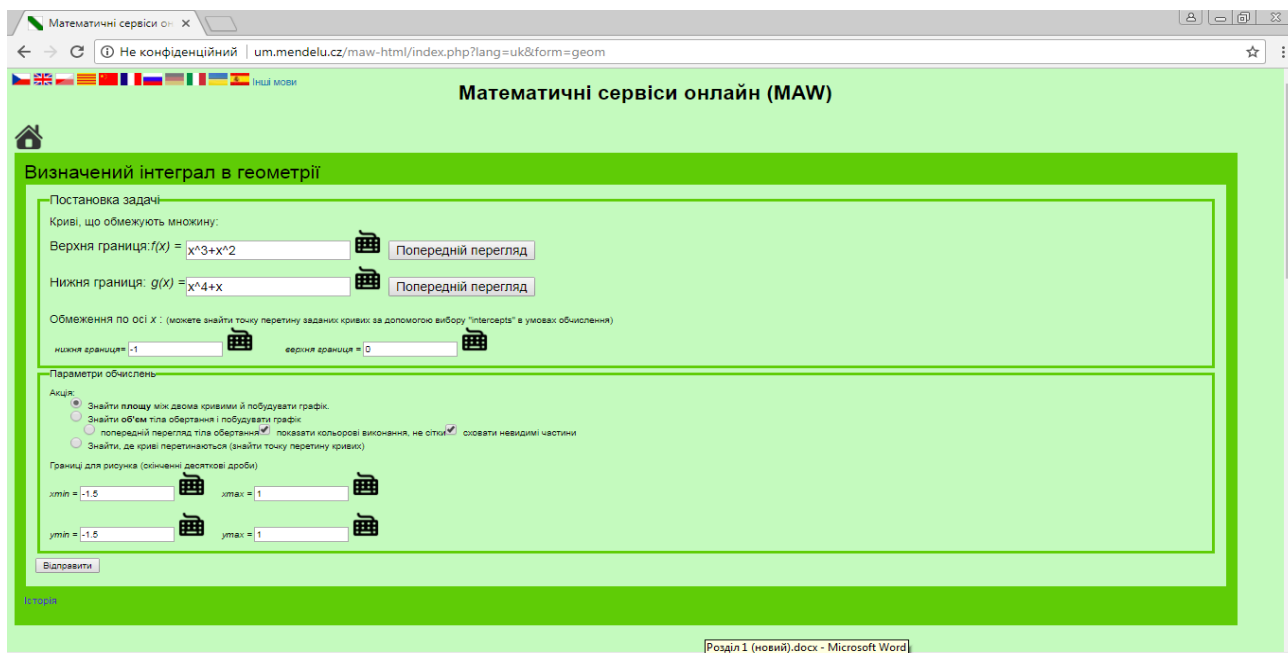 Математичні сервіси он
Не конфіденційний | um.mendelu.cz/maw-html/index.php?lang=uk&form=geom
Інші мови
Математичні сервіси онлайн (MAW)
Визначений інтеграл в геометрії
Постановка задачі
Криві, що обмежують множину:
Верхня границя:f(x) = x^3+x^2 Попередній перегляд
Нижня границя: g(x) = x^4+x Попередній перегляд
Обмеження по осі x : (можете знайти точку перетину заданих кривих за допомогою вибору "intercepts" в умовах обчислення)
нижня границя= -1 верхня границя = 0
Параметри обчислень
Акція:
Знайти площу між двома кривими й побудувати графік.
Знайти об'єм тіла обертання і побудувати графік
попередній перегляд тіла обертання показати кольорові виконання, не сітки сховати невидимі частини
Знайти, де криві перетинаються (знайти точку перетину кривих)
Границі для рисунка (скінченні десяткові дроби)
xmin = -1.5 xmax = 1
ymin = -1.5 ymax = 1
Відправити
Історія
Розділ 1 (новий).docx - Microsoft Word